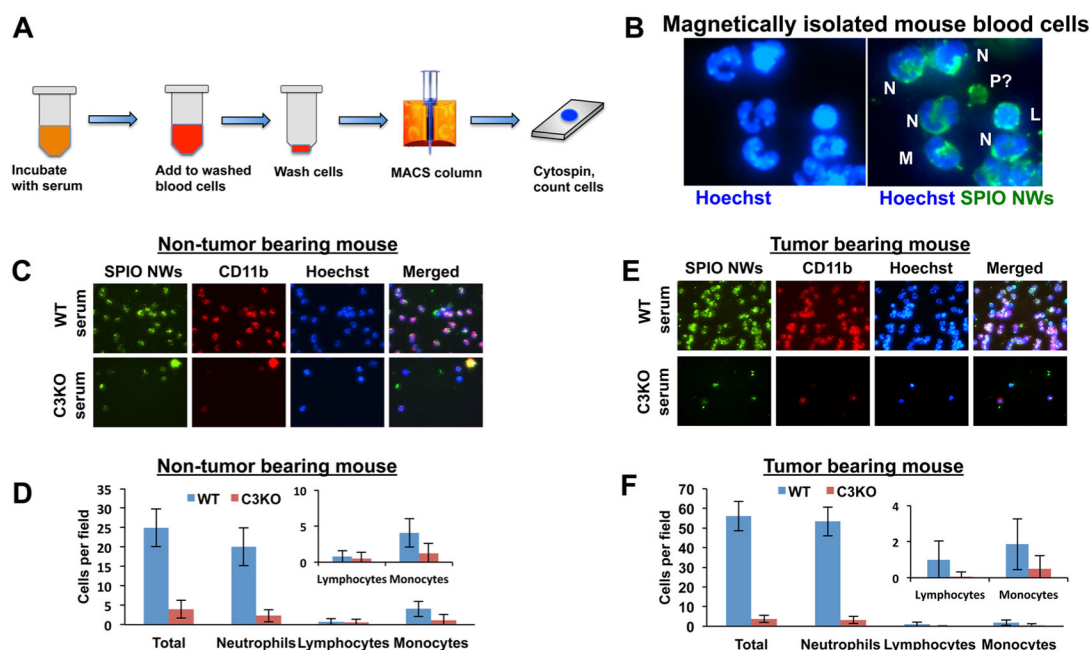 A
Incubate
with serum
Add to washed
blood cells
Wash cells
MACS column
Cytospin,
count cells
B
Magnetically isolated mouse blood cells
N
N
P?
N
L
N
M
Hoechst
Hoechst SPIO NWs
Non-tumor bearing mouse
C
SPIO NWs CD11b Hoechst Merged
WT
serum
C3KO
serum
Tumor bearing mouse
E
SPIO NWs CD11b Hoechst Merged
WT
serum
C3KO
serum
Non-tumor bearing mouse
D
Cells per field
35
30
25
20
15
10
5
0
WT C3KO
10
5
0
Lymphocytes Monocytes
Total Neutrophils Lymphocytes Monocytes
Tumor bearing mouse
F
Cells per field
70
60
50
40
30
20
10
0
WT C3KO
4
2
0
Lymphocytes Monocytes
Total Neutrophils Lymphocytes Monocytes